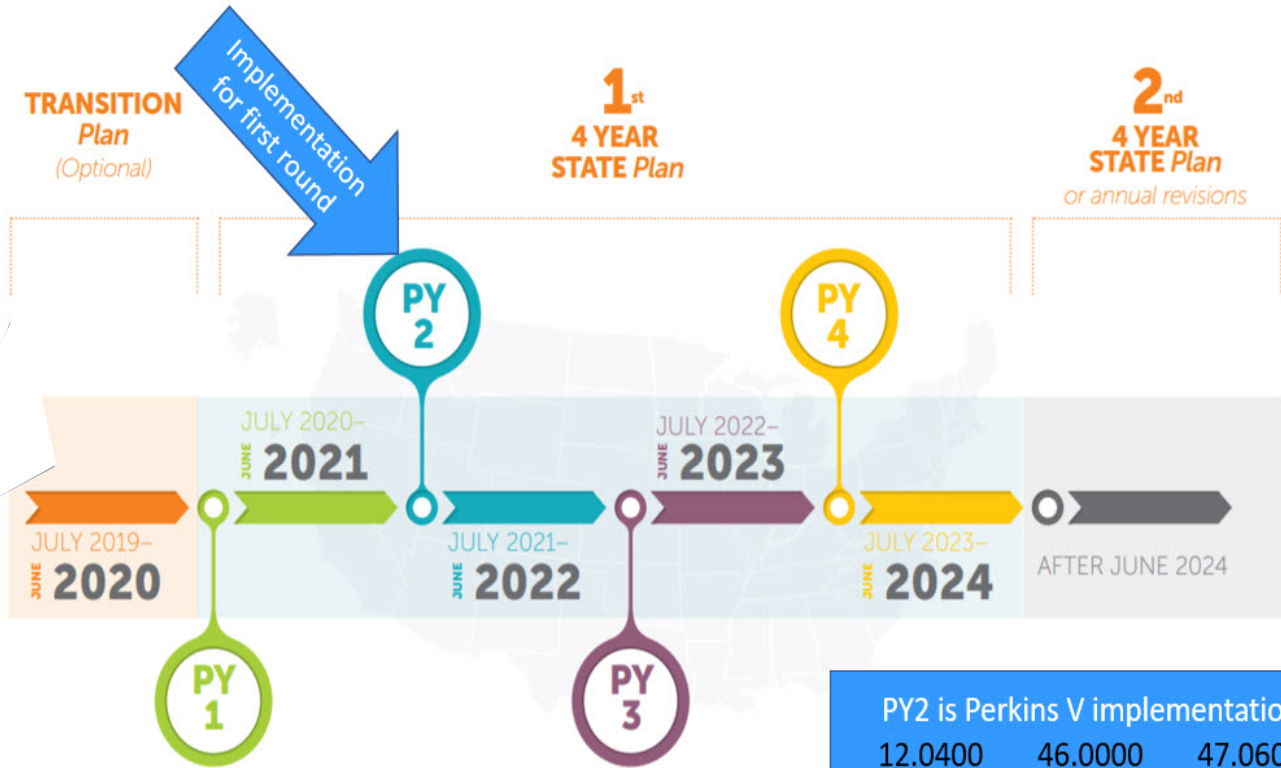 Implementation
for first round
TRANSITION
Plan
(Optional)
1st
4 YEAR
STATE Plan
2nd
4 YEAR
STATE Plan
or annual revisions
PY
2
PY
4
JULY 2020–
JUNE 2021
JULY 2022–
JUNE 2023
JULY 2019–
JUNE 2020
JULY 2021–
JUNE 2022
JULY 2023–
JUNE 2024
AFTER JUNE 2024
PY
1
PY
3
PY2 is Perkins V
12.0400 46.0000